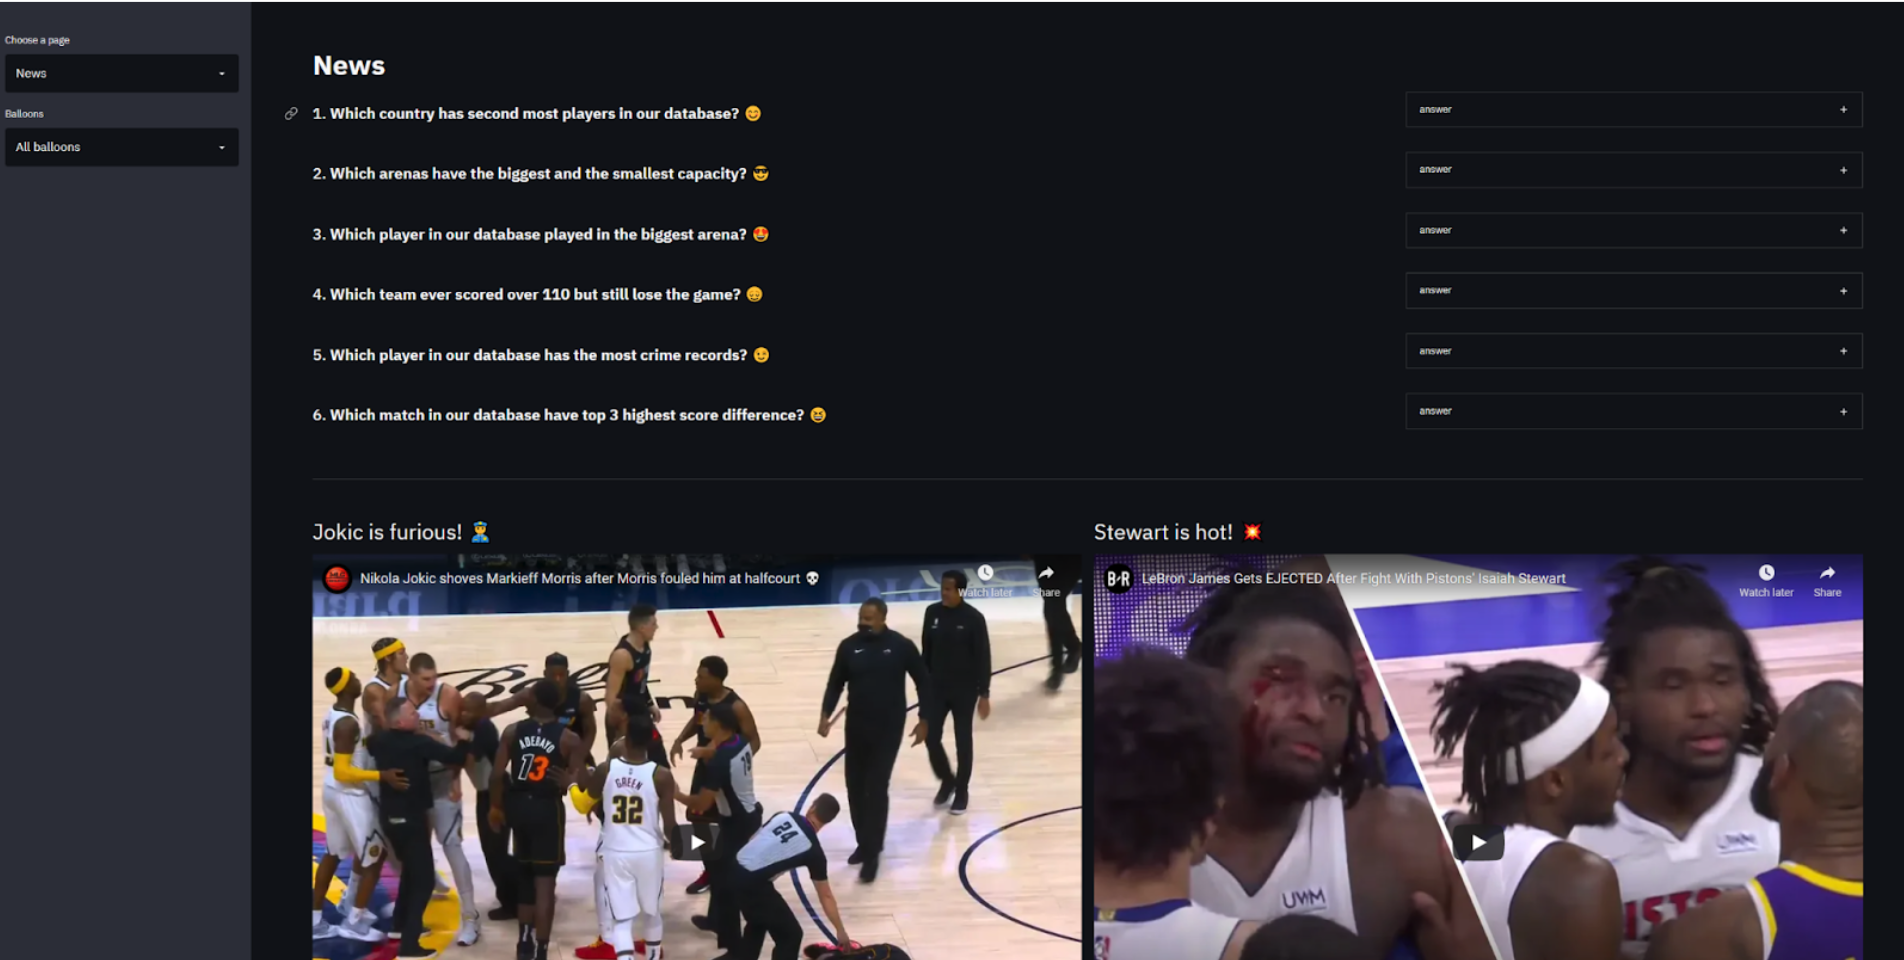 Choose a page
News
Balloons
All balloons
News
1. Which country has second most players in our database? 😊
answer
2. Which arenas have the biggest and the smallest capacity? 😎
answer
3. Which player in our database played in the biggest arena? 🤩
answer
4. Which team ever scored over 110 but still lose the game? 😑
answer
5. Which player in our database has the most crime records? 😉
answer
6. Which match in our database have top 3 highest score difference? 😆
answer
Jokic is furious! 👮
Stewart is hot! 💥
Nikola Jokic shoves Markieff Morris after Morris fouled him at halfcourt 💀
Watch later
Share
B/R
LeBron James Gets EJECTED After Fight With Pistons' Isaiah Stewart
Watch later
Share
ADEBAYO
13
GREEN
32
24
UWM
UWM